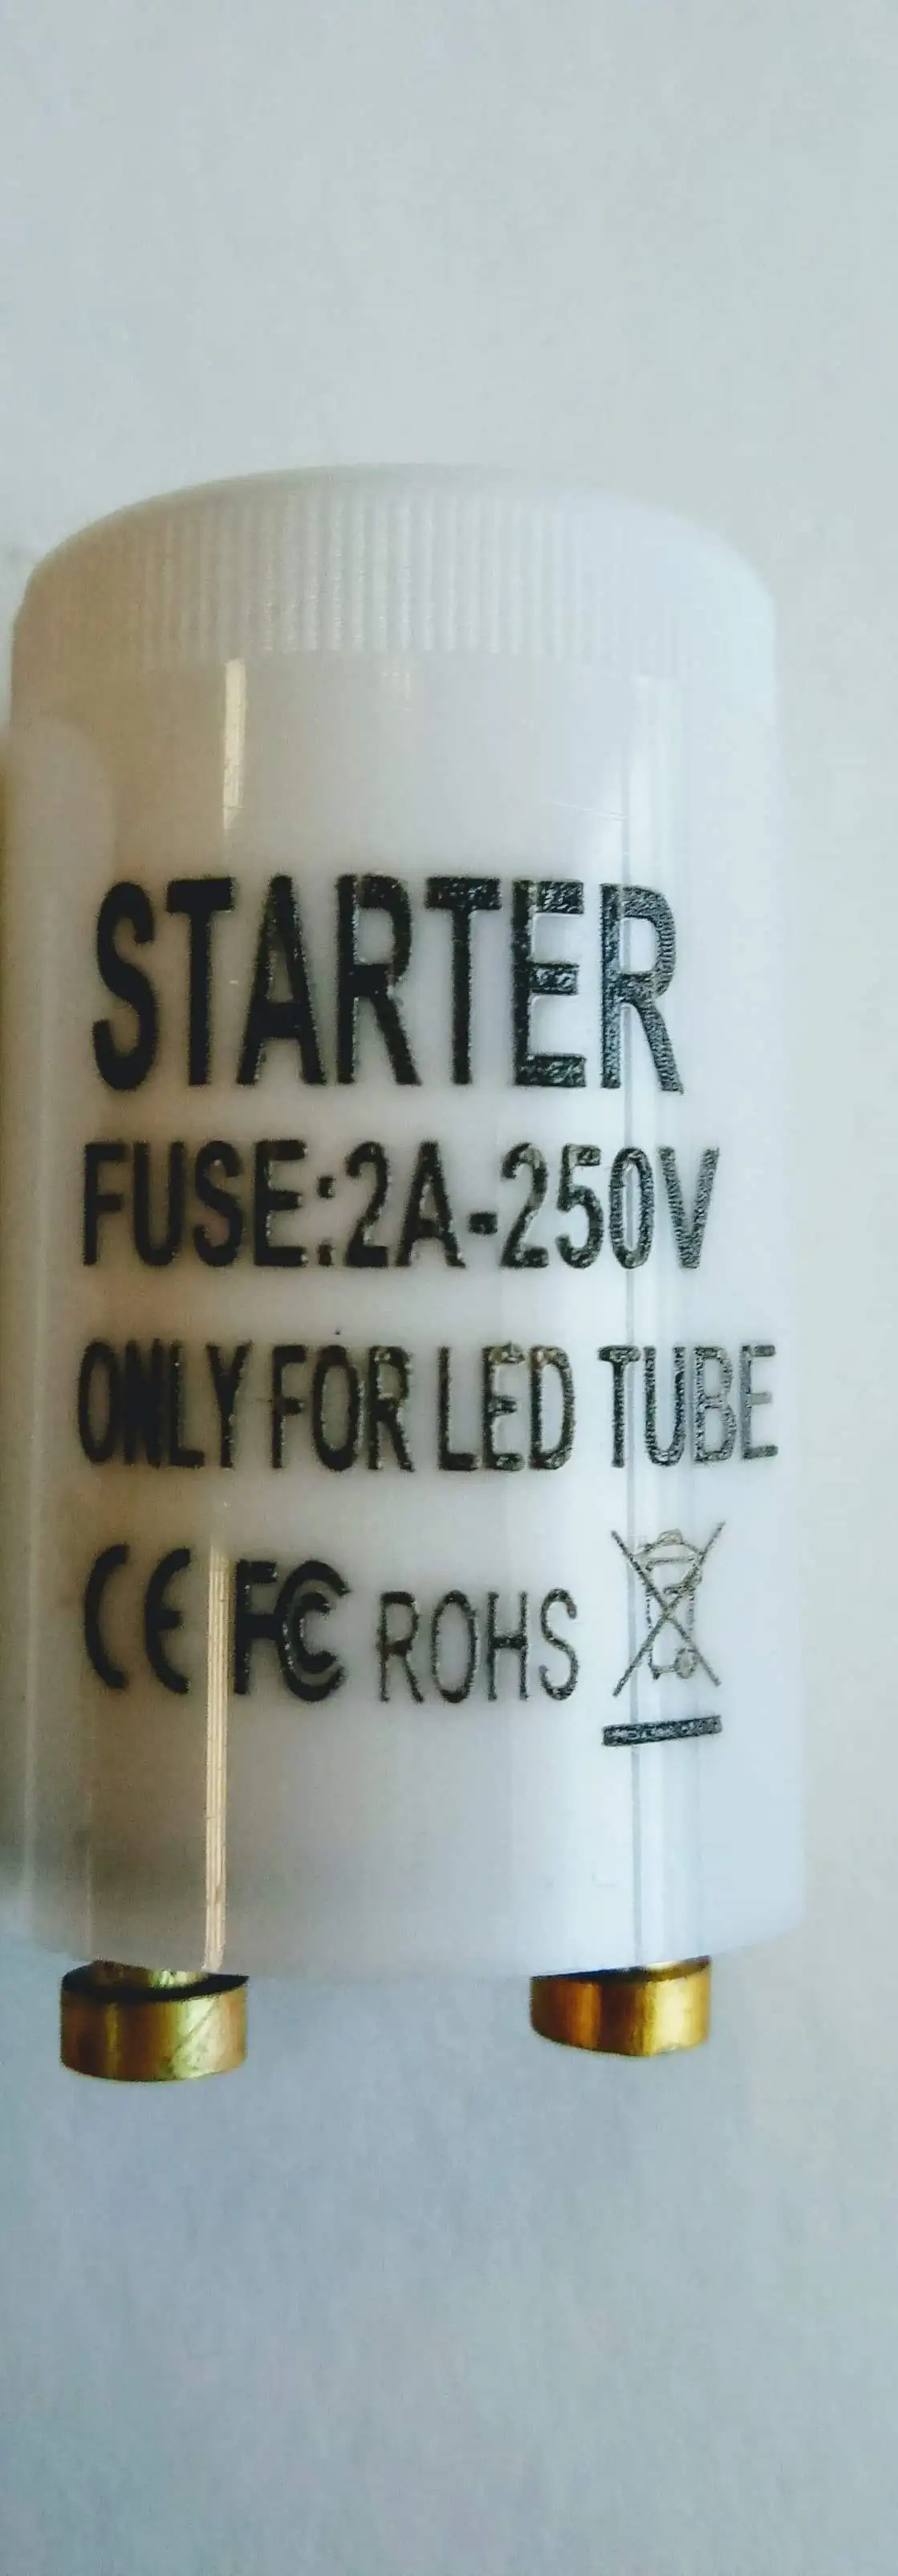 STARTER
FUSE:2A-250V
ONLY FOR LED TUBE
CE FC ROHS